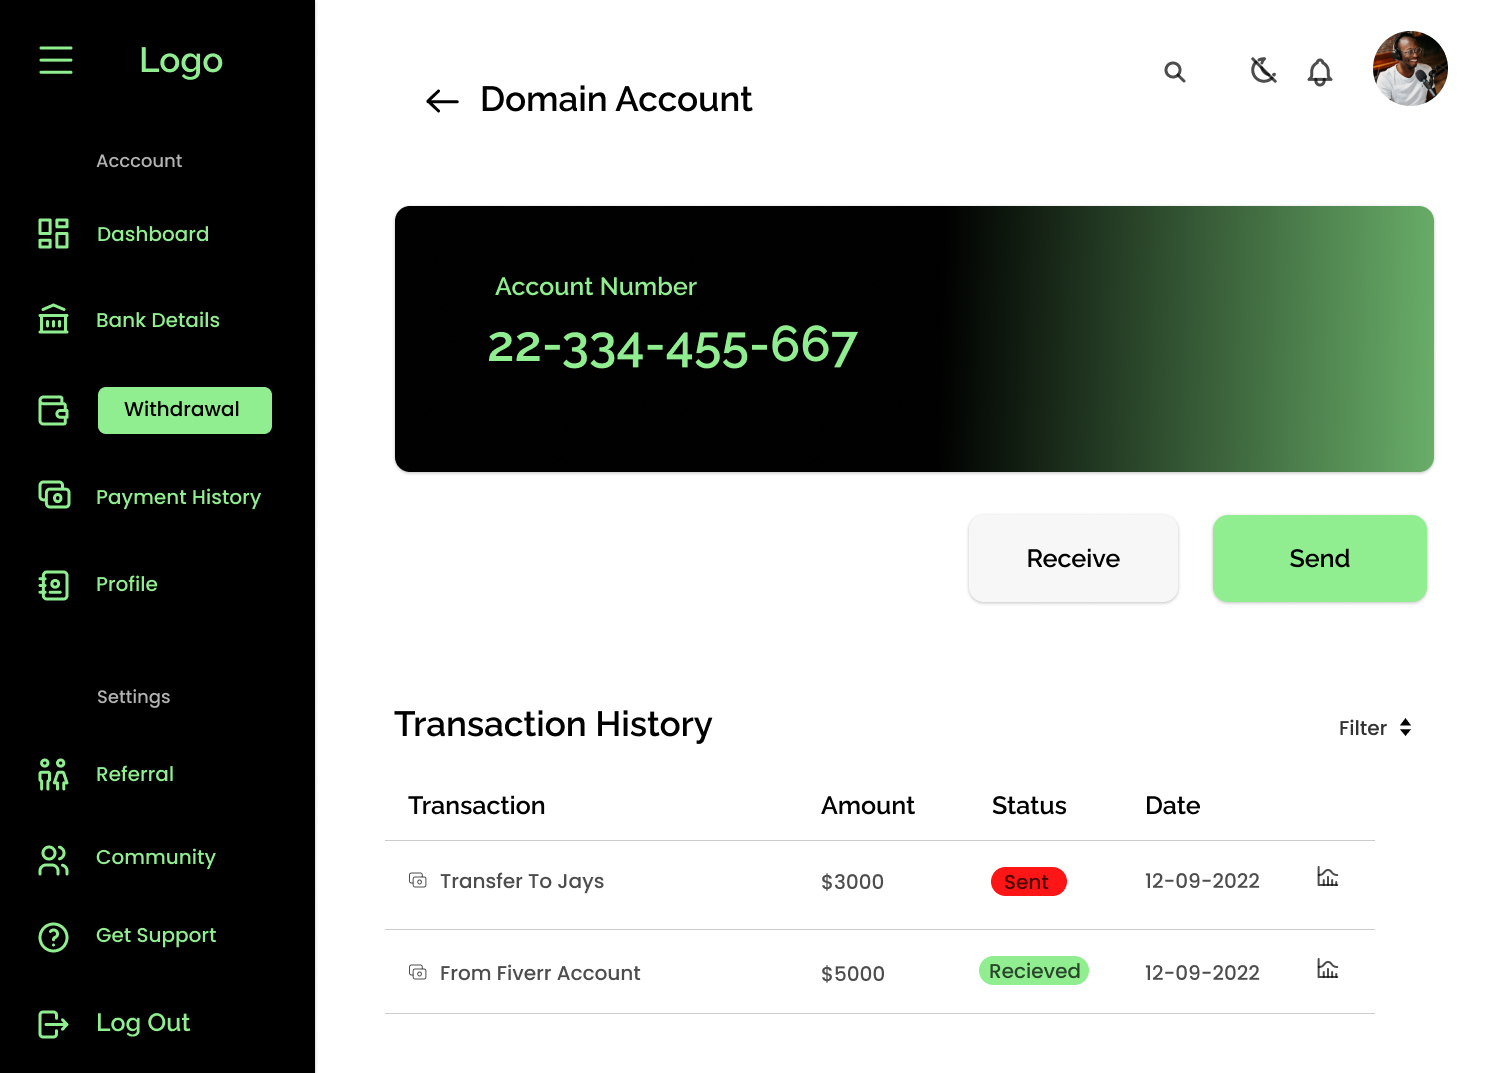 Logo
Acccount
Dashboard
Bank Details
Withdrawal
Payment History
Profile
Settings
Referral
Community
Get Support
Log Out
Domain Account
Account Number
22-334-455-667
Receive
Send
Transaction History
Filter
Transaction Amount Status Date
Transfer To Jays $3000 Sent 12-09-2022
From Fiverr Account $5000 Recieved 12-09-2022